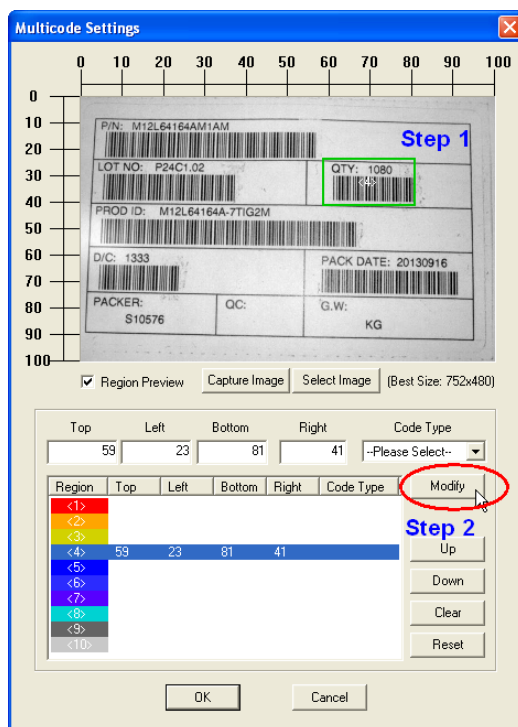 Multicode Settings
0 10 20 30 40 50 60 70 80 90 100
0
10
20
30
40
50
60
70
80
90
100
P/N: M12L64164AM1AM
Step 1
LOT NO: P24C1.02
QTY: 1080
<4>
PROD ID: M12L64164A-7TIG2M
D/C: 1333
PACK DATE: 20130916
PACKER:
QC:
G.W:
S10576
KG
Region Preview
Capture Image
Select Image
(Best Size: 752x480)
Top Left Bottom Right Code Type
59 23 81 41 --Please Select--
Region Top Left Bottom Right Code Type
Modify
<1>
<2>
<3>
Step 2
<4> 59 23 81 41
Up
<5>
<6>
Down
<7>
<8>
Clear
<9>
<10>
Reset
OK
Cancel